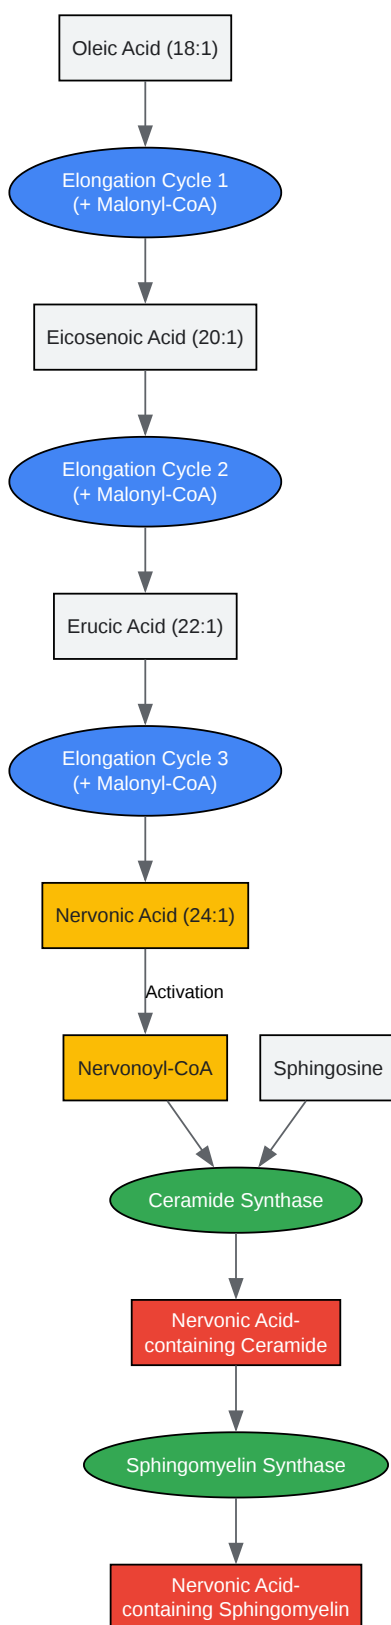 Oleic Acid (18:1)
Elongation Cycle 1
(+ Malonyl-CoA)
Eicosenoic Acid (20:1)
Elongation Cycle 2
(+ Malonyl-CoA)
Erucic Acid (22:1)
Elongation Cycle 3
(+ Malonyl-CoA)
Nervonic Acid (24:1)
Activation
Nervonoyl-CoA
Sphingosine
Ceramide Synthase
Nervonic Acid-
containing Ceramide
Sphingomyelin Synthase
Nervonic Acid-
containing Sphingomyelin